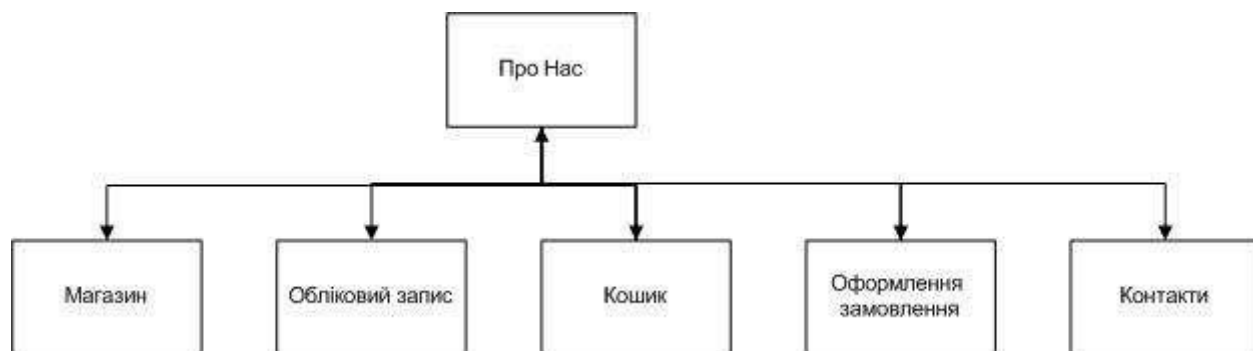 Про Нас
Магазин
Обліковий запис
Кошик
Оформлення
замовлення
Контакти